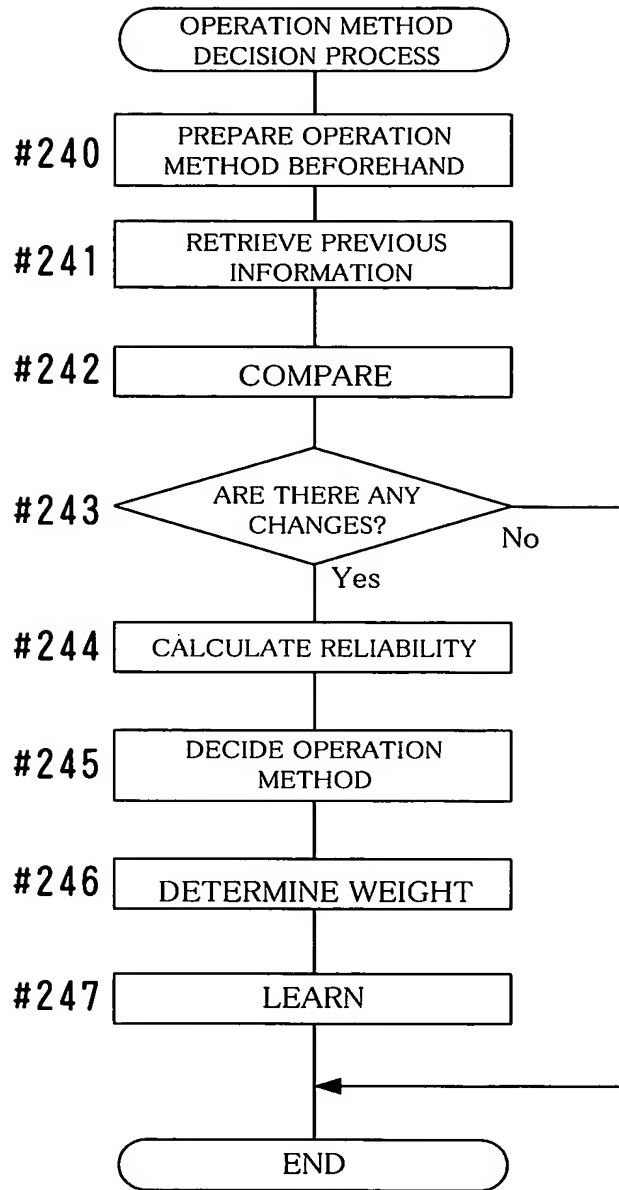 OPERATION METHOD
DECISION PROCESS
#240
PREPARE OPERATION
METHOD BEFOREHAND
#241
RETRIEVE PREVIOUS
INFORMATION
#242
COMPARE
#243
ARE THERE ANY
CHANGES?
No
Yes
#244
CALCULATE RELIABILITY
#245
DECIDE OPERATION
METHOD
#246
DETERMINE WEIGHT
#247
LEARN
END